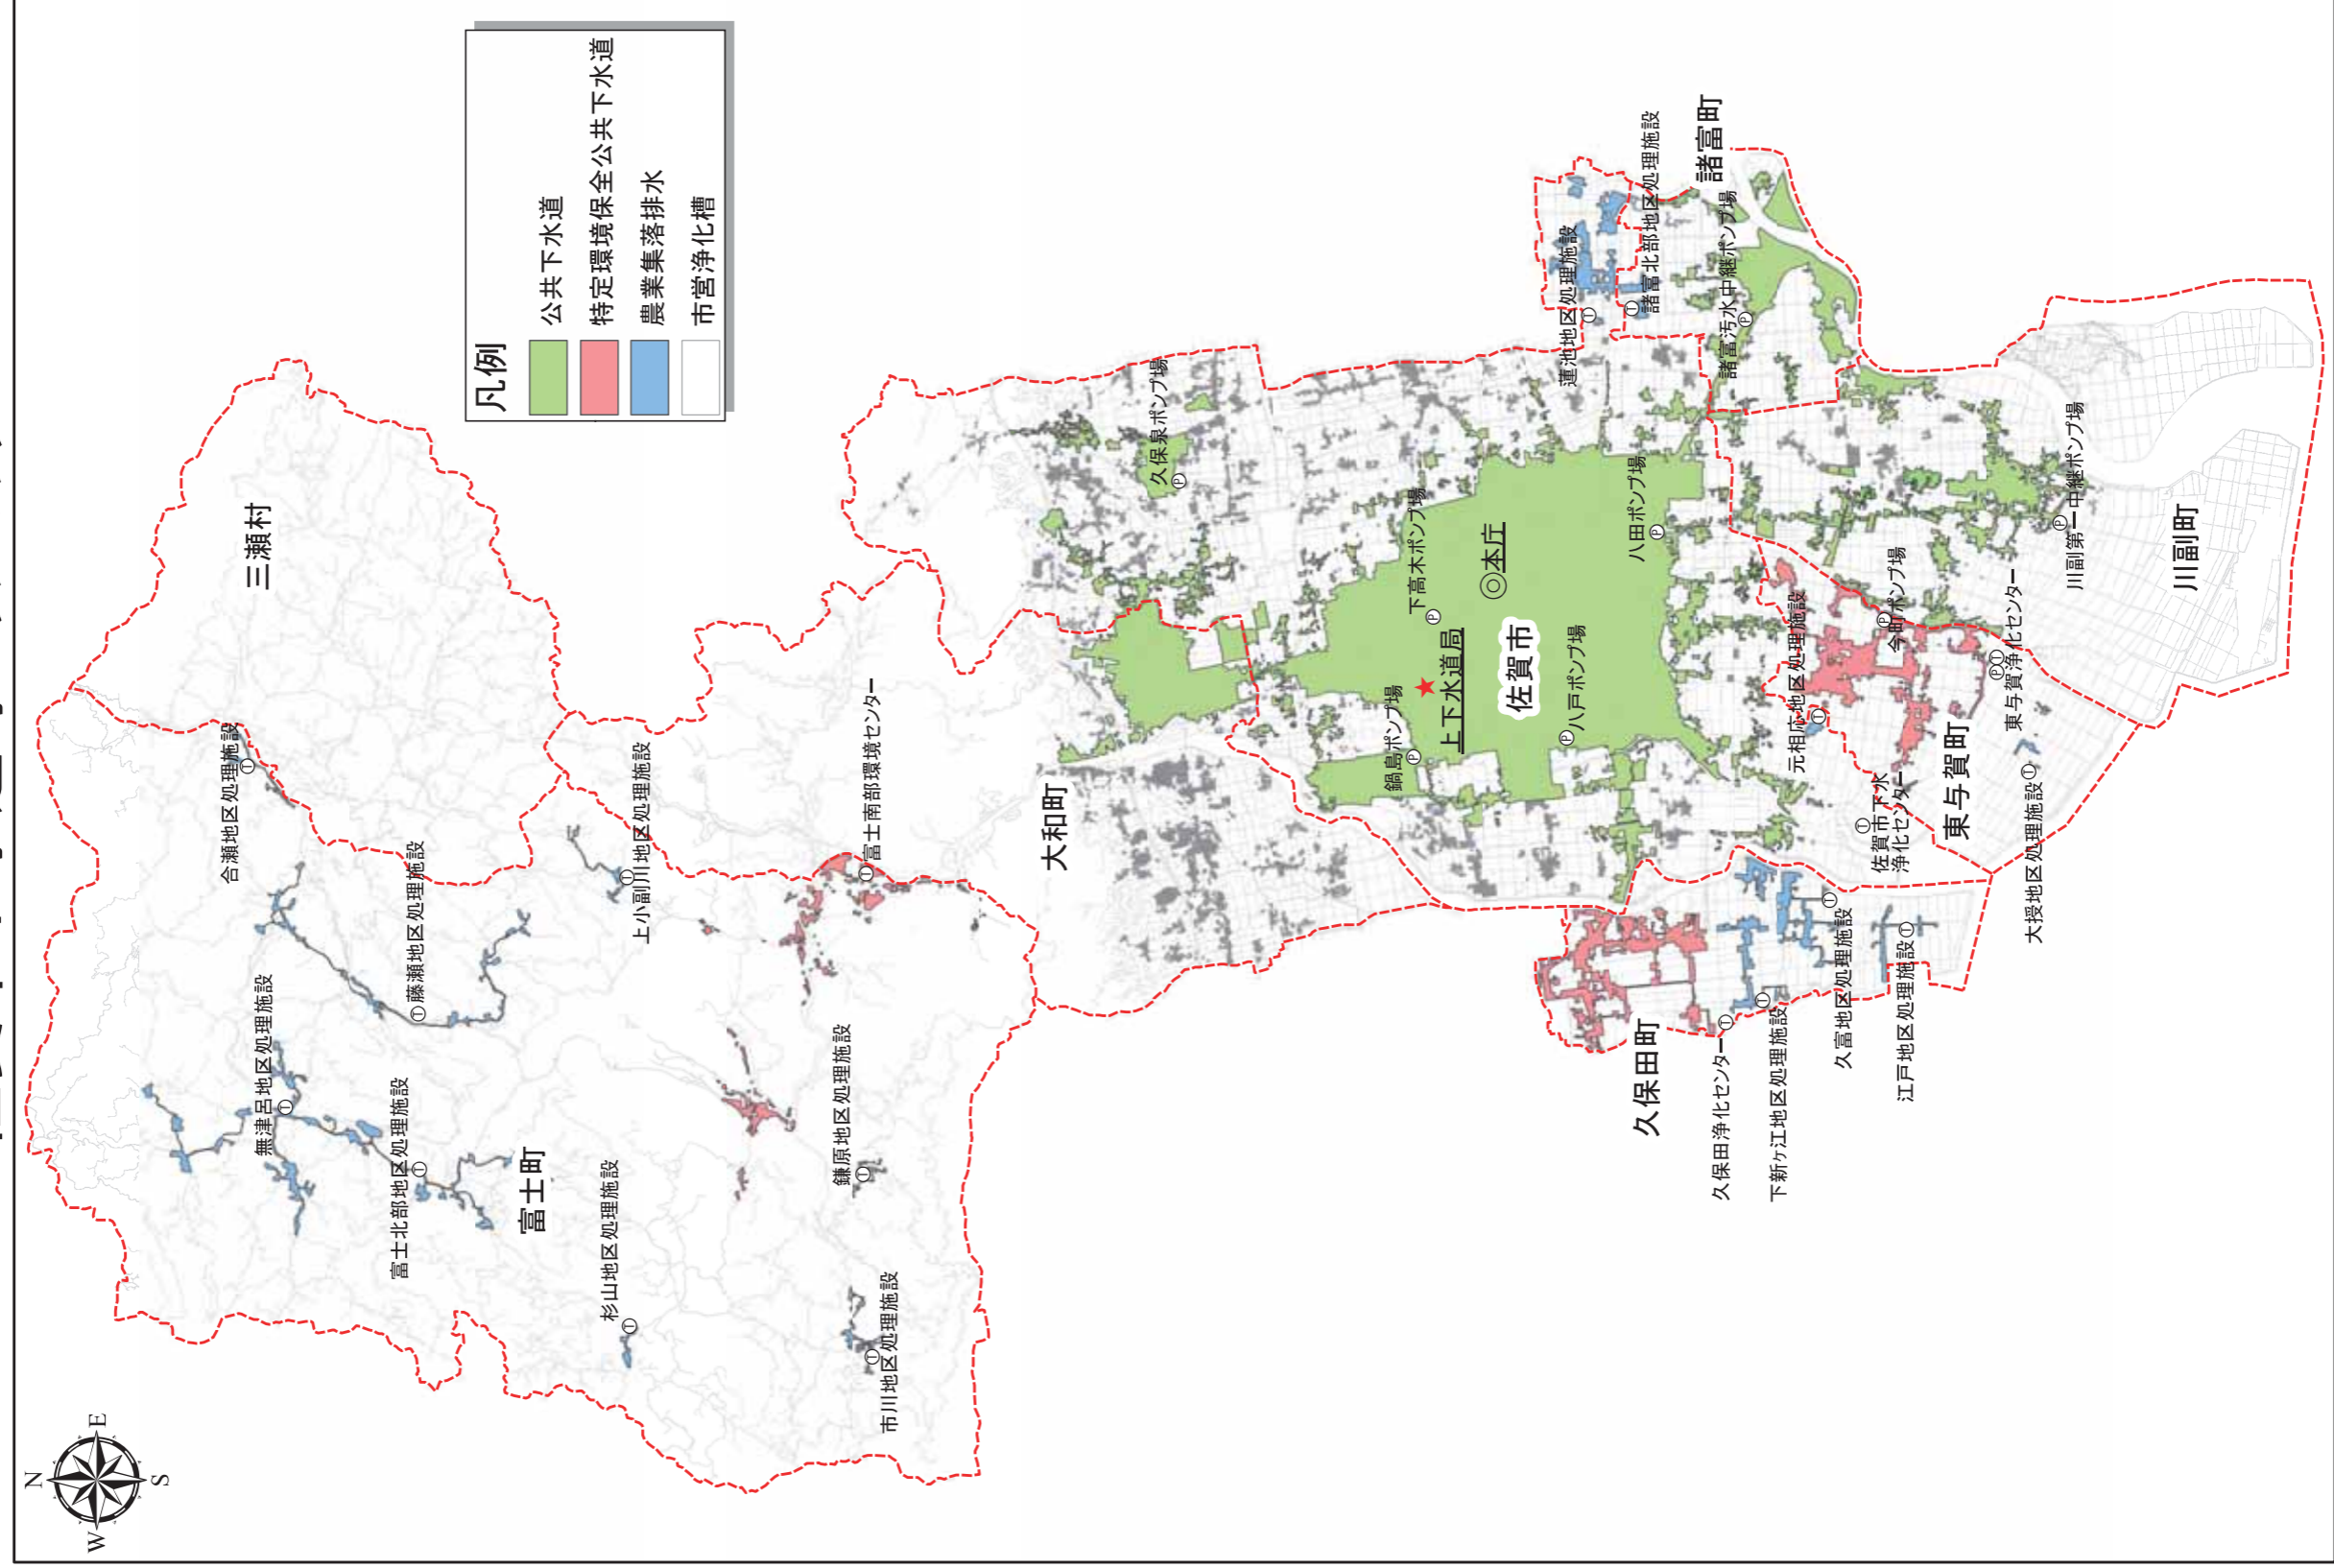 凡例
公共下水道
特定環境保全公共下水道
農業集落排水
市営浄化槽
N
E
S
W
三瀬村
合瀬地区処理施設
Ⓣ
無津呂地区処理施設
Ⓣ
藤瀬地区処理施設
Ⓣ
富士北部地区処理施設
Ⓣ
富士町
上小副川地区処理施設
Ⓣ
杉山地区処理施設
Ⓣ
富士南部環境センター
Ⓣ
鎌原地区処理施設
Ⓣ
市川地区処理施設
Ⓣ
大和町
久保泉ポンプ場
Ⓟ
下高木ポンプ場
Ⓟ
鍋島ポンプ場
Ⓟ
上下水道局
◎本庁
佐賀市
八戸ポンプ場
Ⓟ
八田ポンプ場
Ⓟ
蓮池地区処理施設
Ⓣ
諸富北部地区処理施設
Ⓣ
諸富町
諸富汚水中継ポンプ場
Ⓟ
久保田町
久保田浄化センター
Ⓣ
下新ヶ江地区処理施設
Ⓣ
久富地区処理施設
Ⓣ
江戸地区処理施設
Ⓣ
元相応地区処理施設
Ⓣ
佐賀市下水
浄化センター
Ⓣ
今町ポンプ場
Ⓟ
東与賀町
東与賀浄化センター
ⓅⓉ
大授地区処理施設
Ⓣ
川副第一中継ポンプ場
Ⓟ
川副町